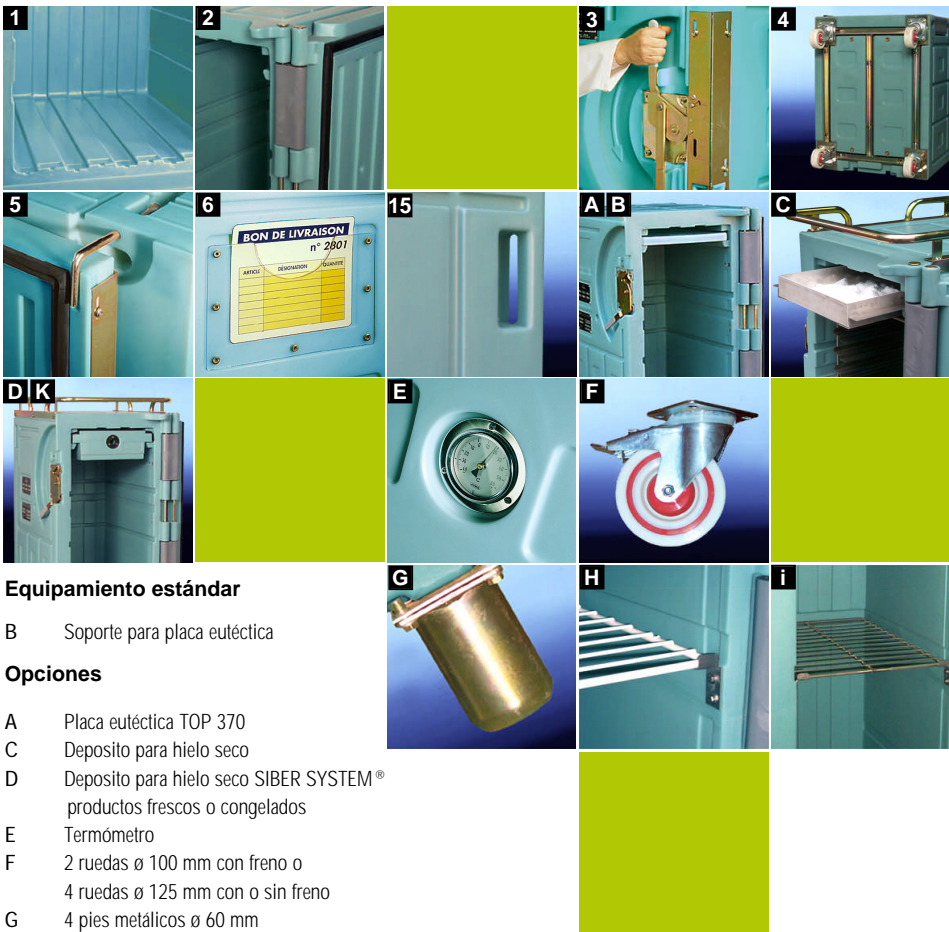 1
2
3
4
5
6
BON DE LIVRAISON
n° 2801
ARTICLE DÉSIGNATION QUANTITÉ
15
A B
C
D K
E
F
G
H
i
Equipamiento estándar
B Soporte para placa eutéctica
Opciones
A Placa eutéctica TOP 370
C Deposito para hielo seco
D Deposito para hielo seco SIBER SYSTEM ®
productos frescos o congelados
E Termómetro
F 2 ruedas ø 100 mm con freno o
4 ruedas ø 125 mm con o sin freno
G 4 pies metálicos ø 60 mm